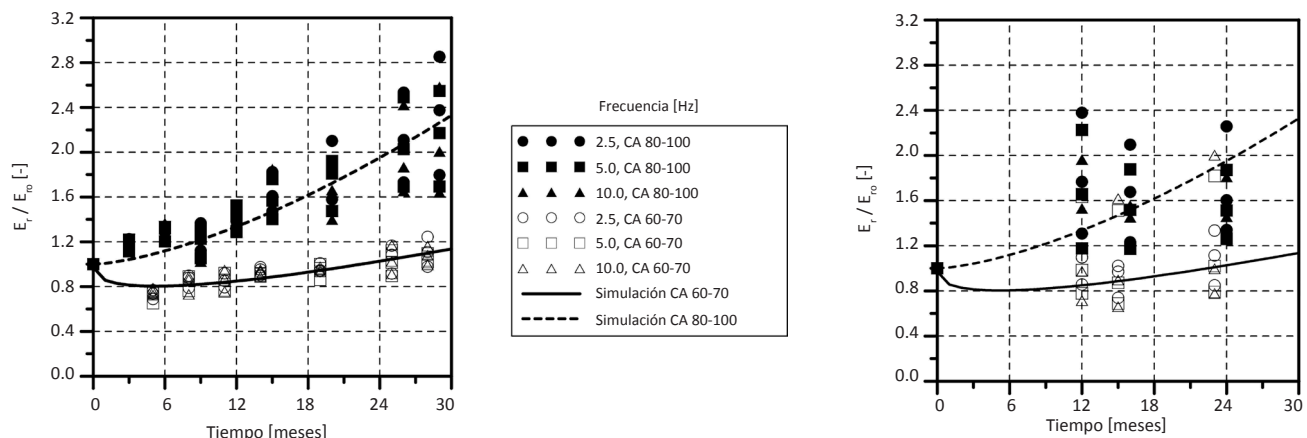 3.2
2.8
2.4
2.0
1.6
1.2
0.8
0.4
0.0
E_r / E_ro [-]
0 6 12 18 24 30
Tiempo [meses]
Frecuencia [Hz]
2.5, CA 80-100
5.0, CA 80-100
10.0, CA 80-100
2.5, CA 60-70
5.0, CA 60-70
10.0, CA 60-70
Simulación CA 60-70
Simulación CA 80-100
3.2
2.8
2.4
2.0
1.6
1.2
0.8
0.4
0.0
E_r / E_ro [-]
0 6 12 18 24 30
Tiempo [meses]